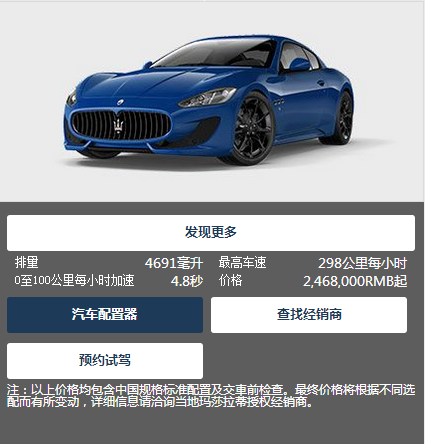 发现更多
排量 4691毫升 最高车速 298公里每小时
0至100公里每小时加速 4.8秒 价格 2,468,000RMB起
汽车配置器 查找经销商
预约试驾
注：以上价格均包含中国规格标准配置及交車前检查。最终价格将根据不同选
配而有所变动，详细信息请洽询当地玛莎拉蒂授权经销商。